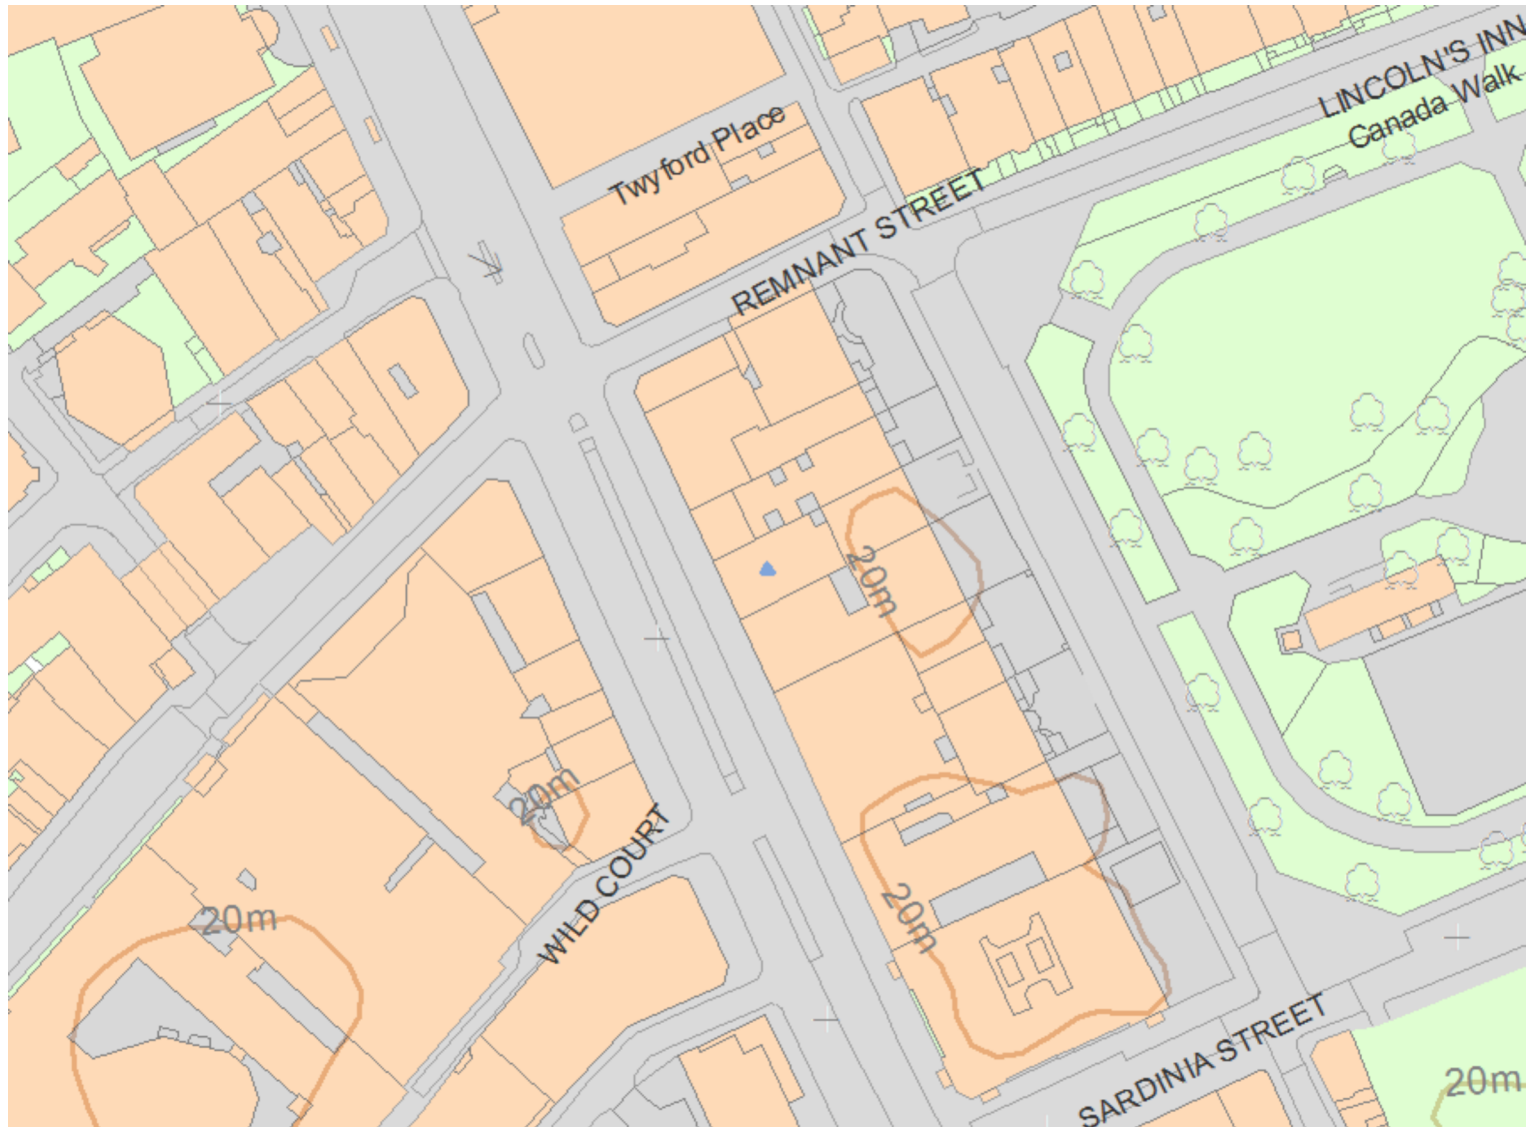 LINCOLN'S INN
Canada Walk
Twyford Place
REMNANT STREET
20m
20m
WILD COURT
20m
20m
SARDINIA STREET
20m